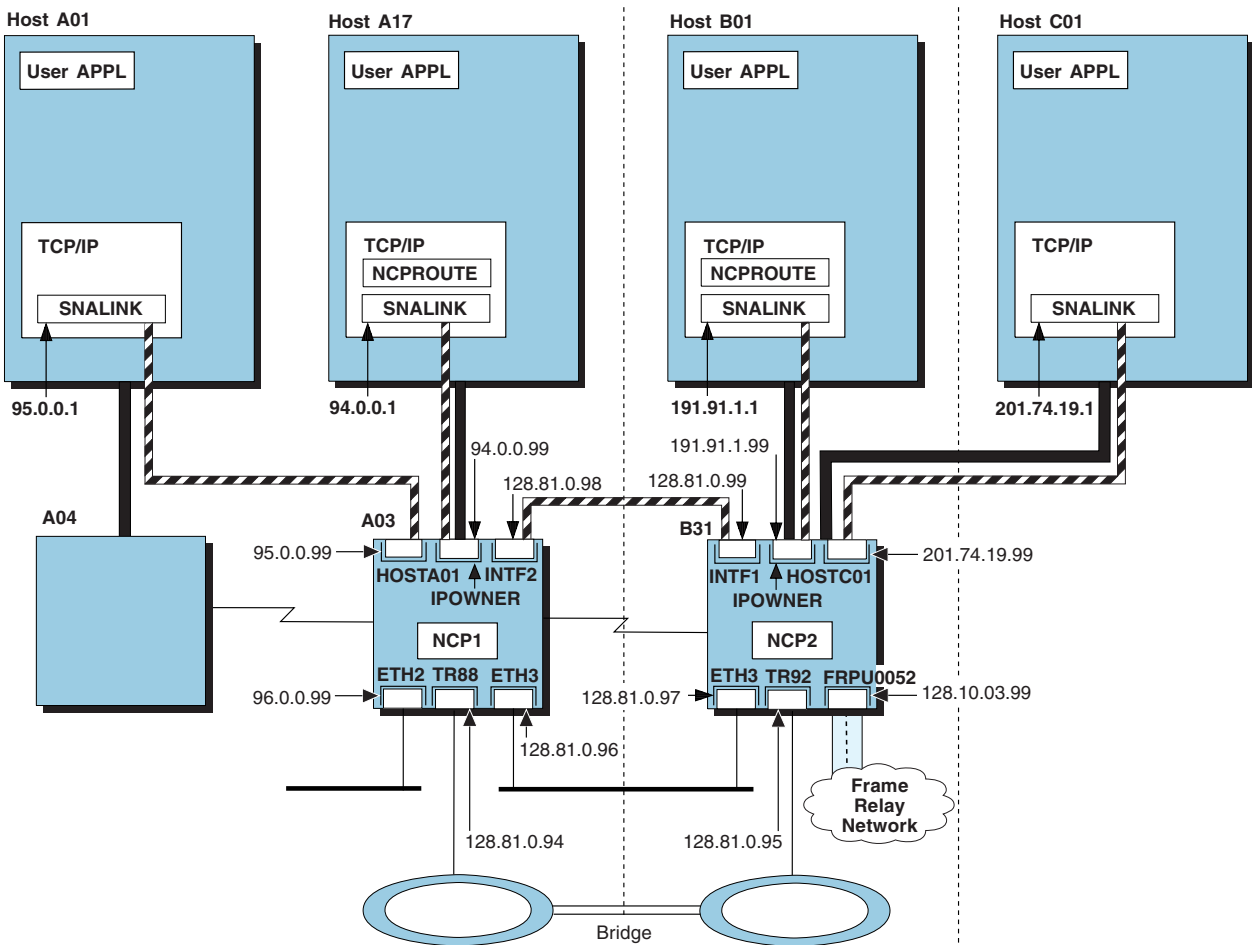 Host A01
Host A17
Host B01
Host C01
User APPL
User APPL
User APPL
User APPL
TCP/IP
SNALINK
TCP/IP
NCPROUTE
SNALINK
TCP/IP
NCPROUTE
SNALINK
TCP/IP
SNALINK
95.0.0.1
94.0.0.1
191.91.1.1
201.74.19.1
94.0.0.99
191.91.1.99
128.81.0.98
128.81.0.99
A04
A03
B31
95.0.0.99
201.74.19.99
HOSTA01
INTF2
IPOWNER
INTF1
HOSTC01
IPOWNER
NCP1
NCP2
ETH2
TR88
ETH3
ETH3
TR92
FRPU0052
96.0.0.99
128.81.0.97
128.10.03.99
128.81.0.96
Frame
Relay
Network
128.81.0.94
128.81.0.95
Bridge